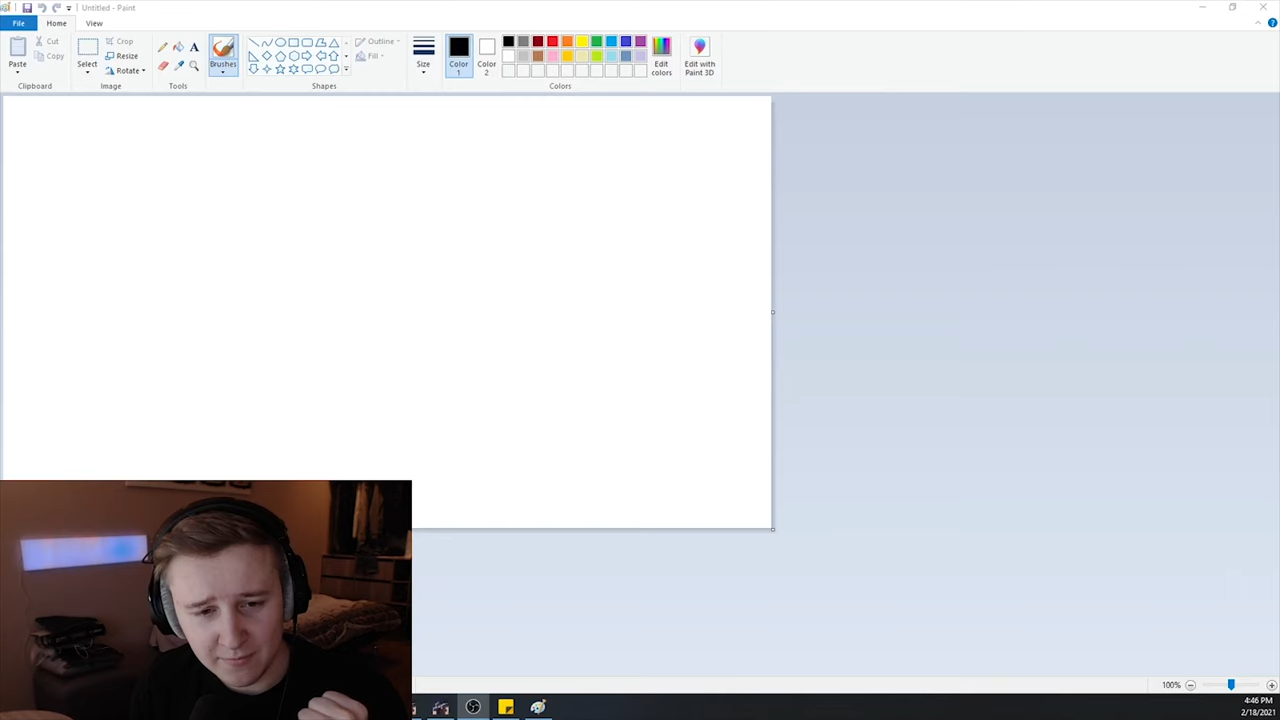 Untitled - Paint
File Home View
Paste
Cut
Copy
Clipboard
Select
Crop
Resize
Rotate
Image
A
Tools
Brushes
Outline
Fill
Shapes
Size
Color 1
Color 2
Edit colors
Colors
Edit with Paint 3D
100%
4:46 PM
2/18/2021